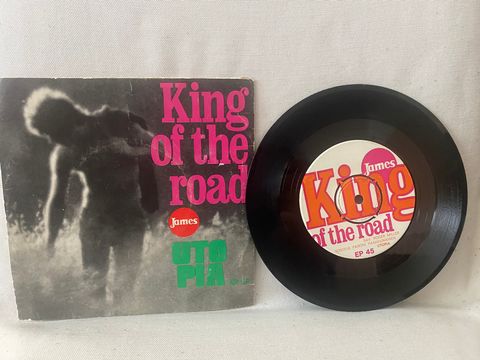 King
of the
road
James
UTO
PIA
James
King
of the road
EP 45